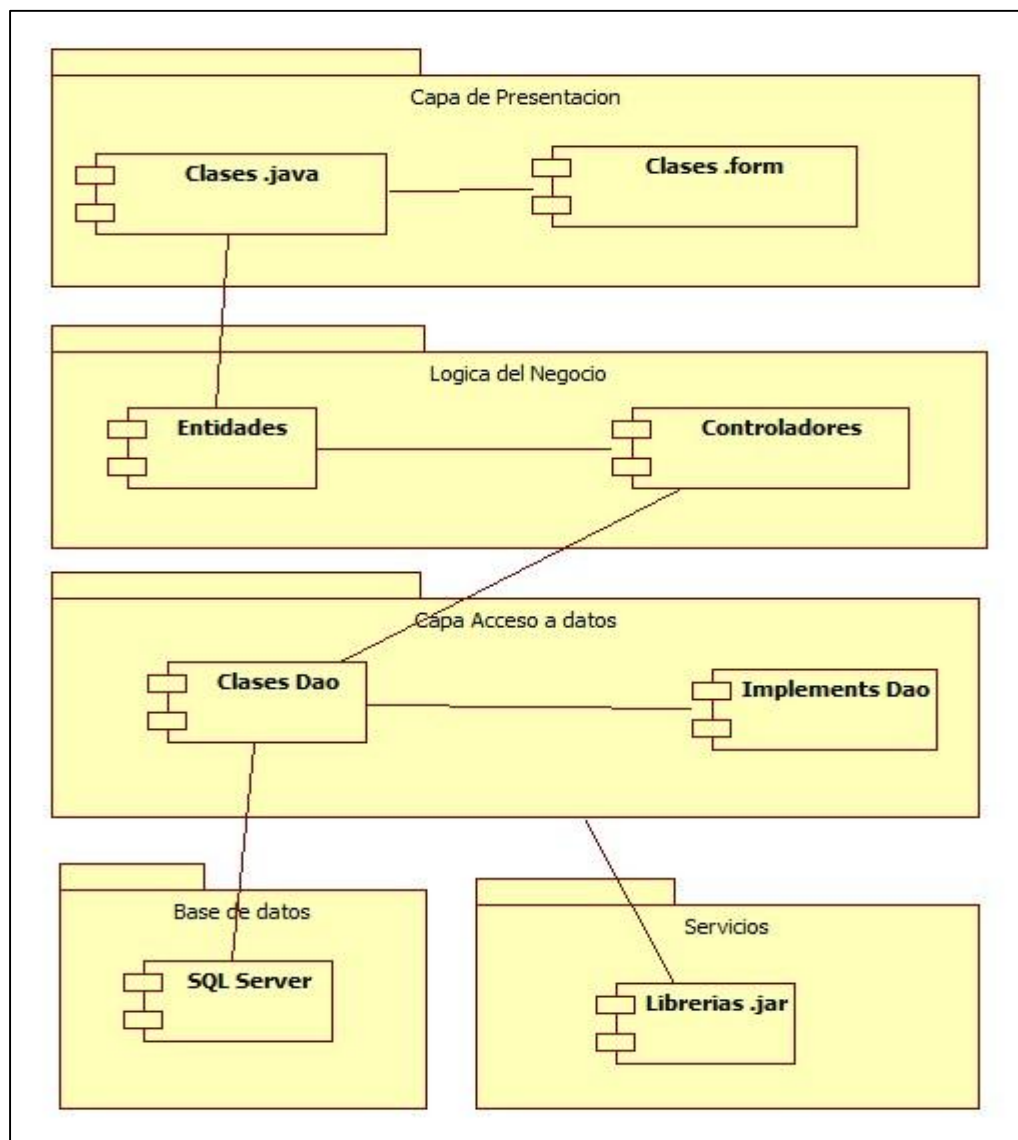 Capa de Presentacion
Clases .java
Clases .form
Logica del Negocio
Entidades
Controladores
Capa Acceso a datos
Clases Dao
Implements Dao
Base de datos
SQL Server
Servicios
Librerias .jar